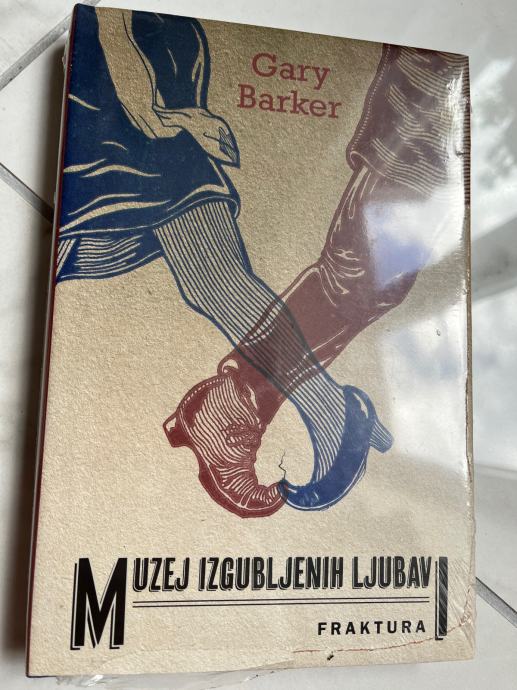 Gary
Barker
MUZEJ IZGUBLJENIH LJUBAVI
FRAKTURA